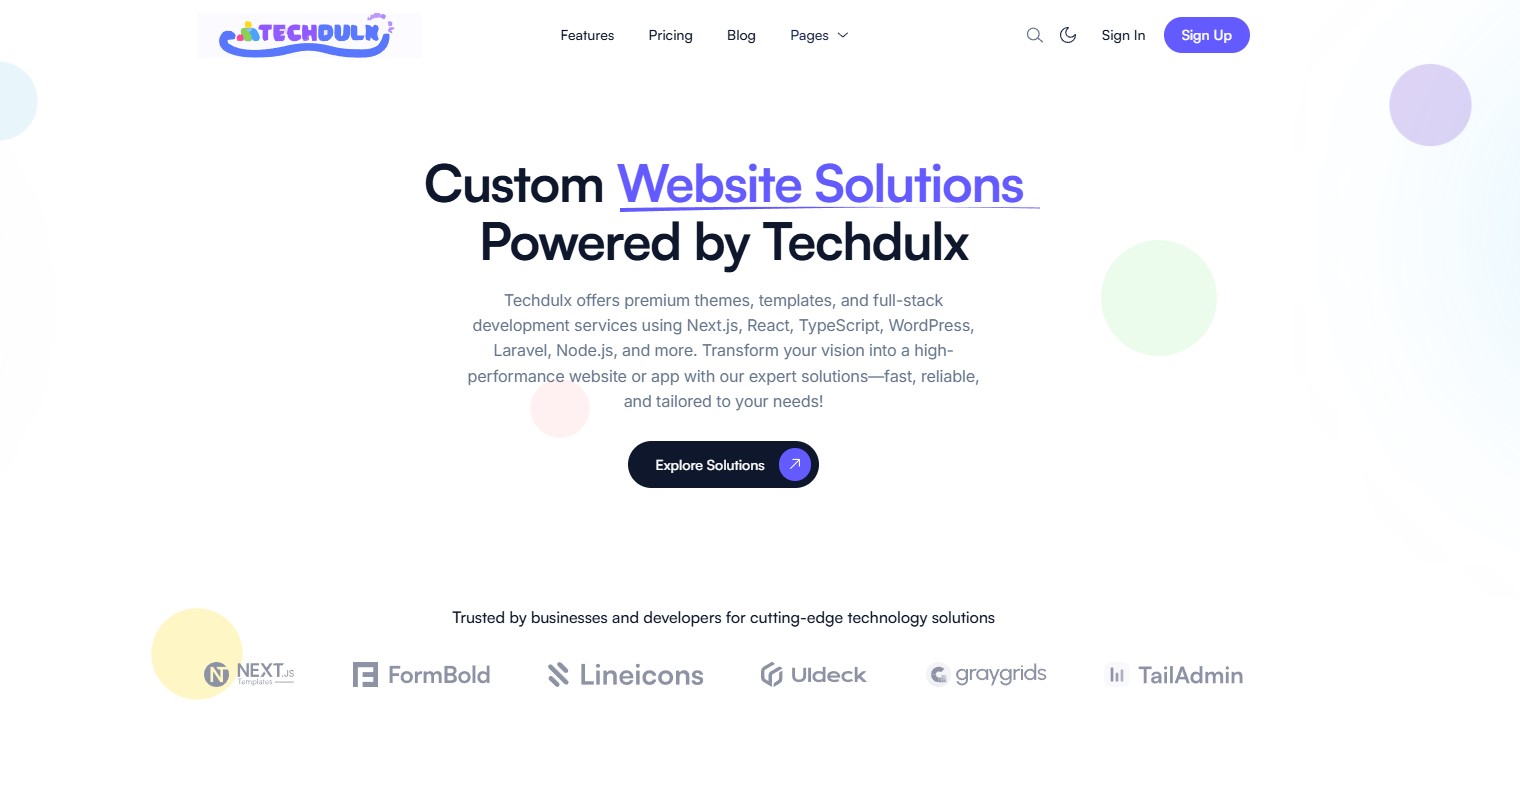 TECHDULX
Features
Pricing
Blog
Pages
Sign In
Sign Up
Custom Website Solutions
Powered by Techdulx
Techdulx offers premium themes, templates, and full-stack
development services using Next.js, React, TypeScript, WordPress,
Laravel, Node.js, and more. Transform your vision into a high-
performance website or app with our expert solutions—fast, reliable,
and tailored to your needs!
Explore Solutions
Trusted by businesses and developers for cutting-edge technology solutions
NEXT.JS
Templates
FormBold
Lineicons
UIdeck
graygrids
TailAdmin